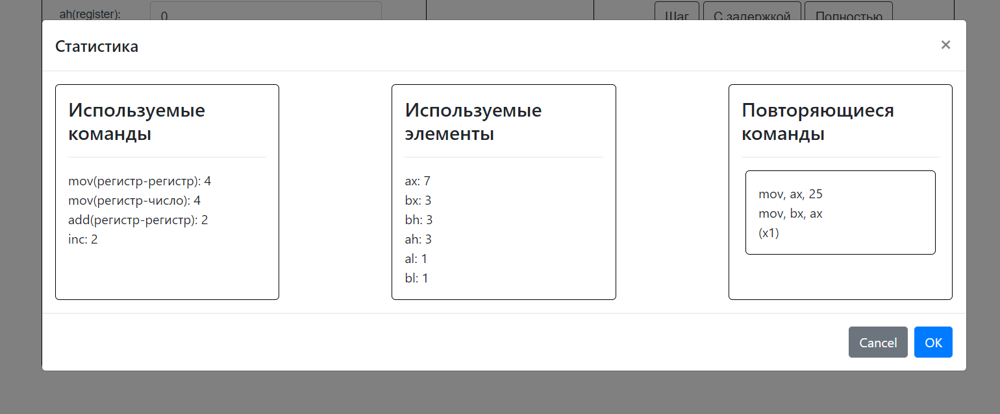 ah(register):
0
Шаг
С задержкой
Полностью
Статистика
×
Используемые
команды
mov(регистр-регистр): 4
mov(регистр-число): 4
add(регистр-регистр): 2
inc: 2
Используемые
элементы
ax: 7
bx: 3
bh: 3
ah: 3
al: 1
bl: 1
Повторяющиеся
команды
mov, ax, 25
mov, bx, ax
(x1)
Cancel
OK